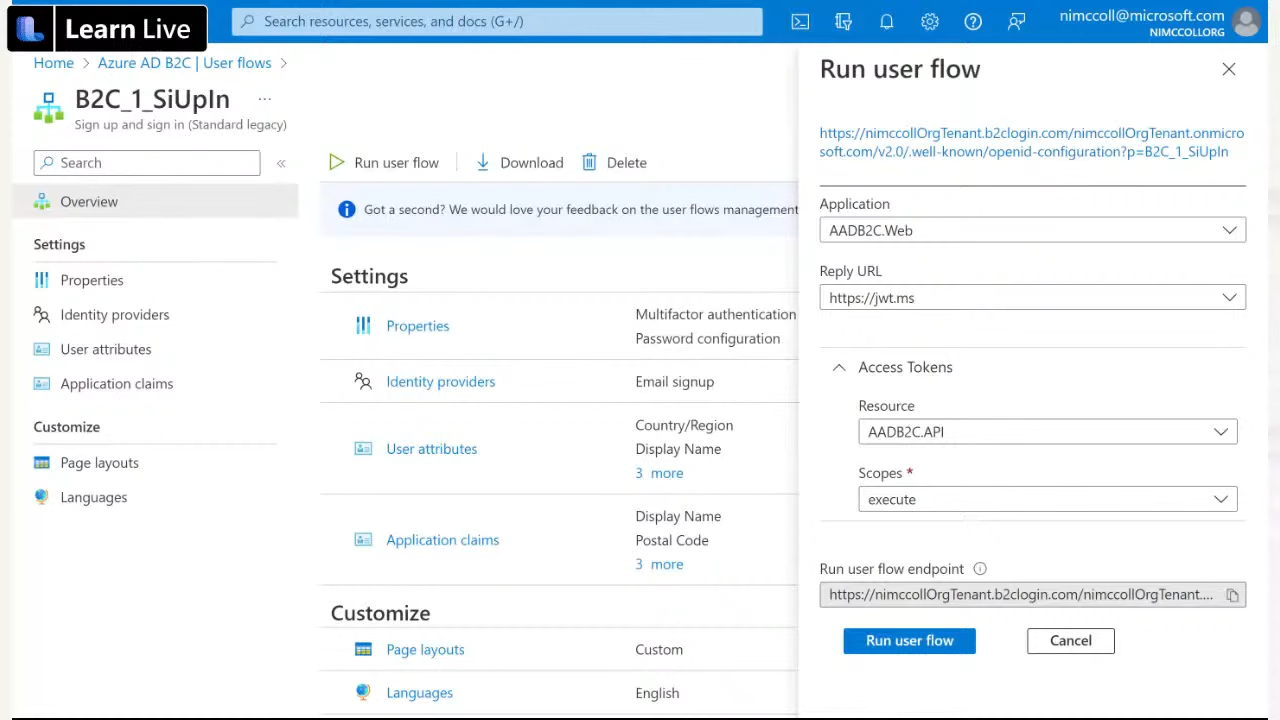 Learn Live
Search resources, services, and docs (G+/)
nimccoll@microsoft.com
NIMCCOLLORG
Home > Azure AD B2C | User flows >
B2C_1_SiUpIn ...
Sign up and sign in (Standard legacy)
Search
«
Overview
Settings
Properties
Identity providers
User attributes
Application claims
Customize
Page layouts
Languages
Run user flow
Download
Delete
Got a second? We would love your feedback on the user flows management
Settings
Properties
Multifactor authentication
Password configuration
Identity providers
Email signup
User attributes
Country/Region
Display Name
3 more
Application claims
Display Name
Postal Code
3 more
Customize
Page layouts
Custom
Languages
English
Run user flow
https://nimccollOrgTenant.b2clogin.com/nimccollOrgTenant.onmicro
soft.com/v2.0/.well-known/openid-configuration?p=B2C_1_SiUpIn
Application
AADB2C.Web
Reply URL
https://jwt.ms
Access Tokens
Resource
AADB2C.API
Scopes *
execute
Run user flow endpoint
https://nimccollOrgTenant.b2clogin.com/nimccollOrgTenant....
Run user flow
Cancel